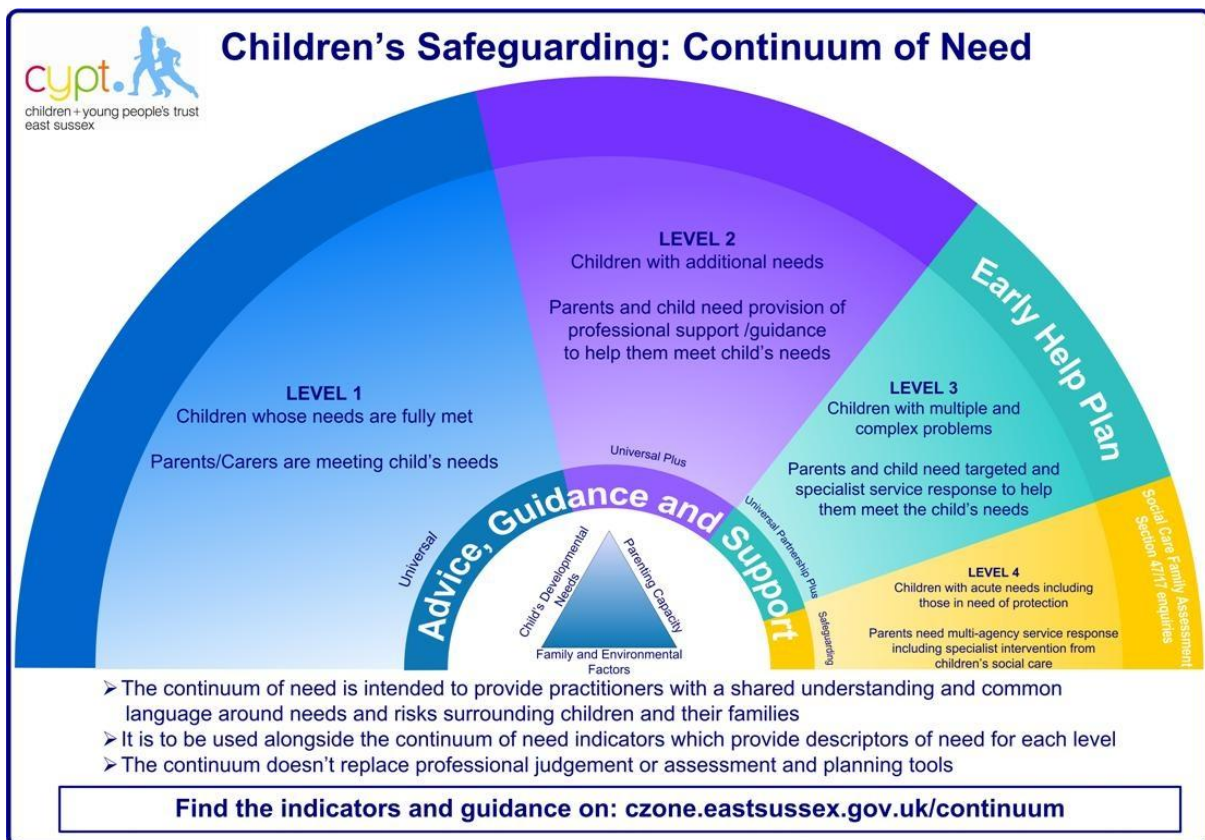 Children's Safeguarding: Continuum of Need
cypt.
children + young people's trust
east sussex
LEVEL 1
Children whose needs are fully met
Parents/Carers are meeting child's needs
LEVEL 2
Children with additional needs
Parents and child need provision of
professional support /guidance
to help them meet child's needs
Early Help Plan
LEVEL 3
Children with multiple and
complex problems
Parents and child need targeted and
specialist service response to help
them meet the child's needs
Social Care Family Assessment
Section 47/17 enquiries
LEVEL 4
Children with acute needs including
those in need of protection
Parents need multi-agency service response
including specialist intervention from
children's social care
Universal
Universal Plus
Universal Partnership Plus
Safeguarding
Advice, Guidance and Support
Child's Developmental
Needs
Parenting Capacity
Family and Environmental
Factors
➢ The continuum of need is intended to provide practitioners with a shared understanding and common
language around needs and risks surrounding children and their families
➢ It is to be used alongside the continuum of need indicators which provide descriptors of need for each level
➢ The continuum doesn't replace professional judgement or assessment and planning tools
Find the indicators and guidance on: czone.eastsussex.gov.uk/continuum